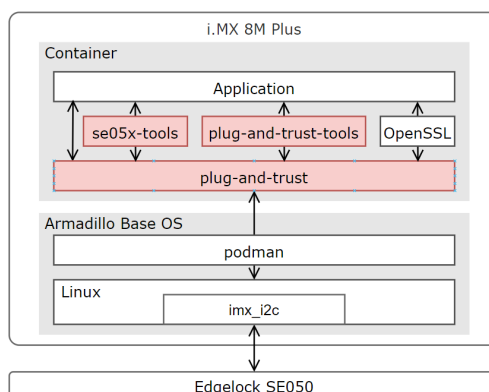 i.MX 8M Plus
Container
Application
se05x-tools
plug-and-trust-tools
OpenSSL
plug-and-trust
Armadillo Base OS
podman
Linux
imx_i2c
Edgelock SE050